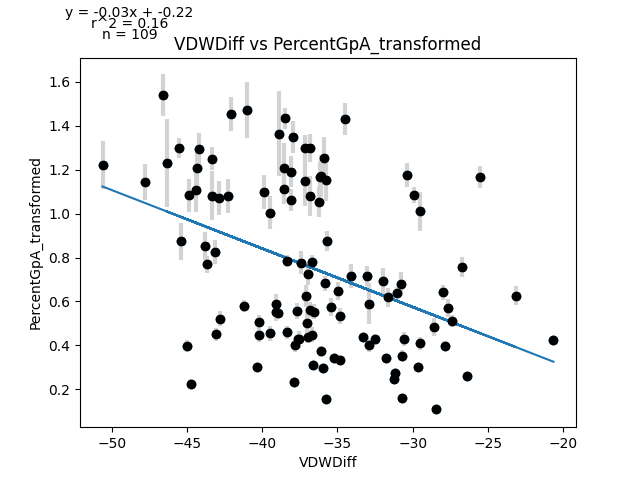 y = -0.03x + -0.22
r^2 = 0.16
n = 109
VDWDiff vs PercentGpA_transformed
1.6
1.4
1.2
1.0
0.8
0.6
0.4
0.2
PercentGpA_transformed
−50 −45 −40 −35 −30 −25 −20
VDWDiff